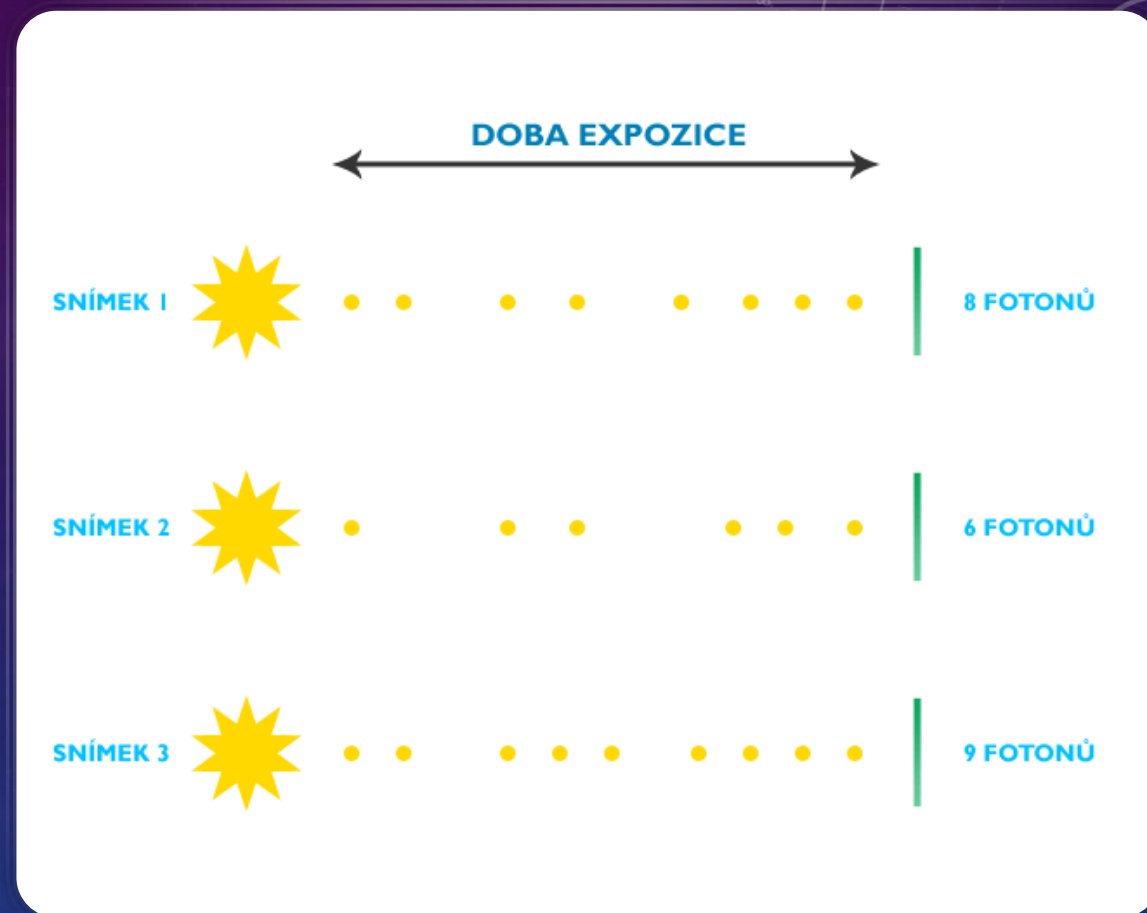 DOBA EXPOZICE
SNÍMEK 1
8 FOTONŮ
SNÍMEK 2
6 FOTONŮ
SNÍMEK 3
9 FOTONŮ